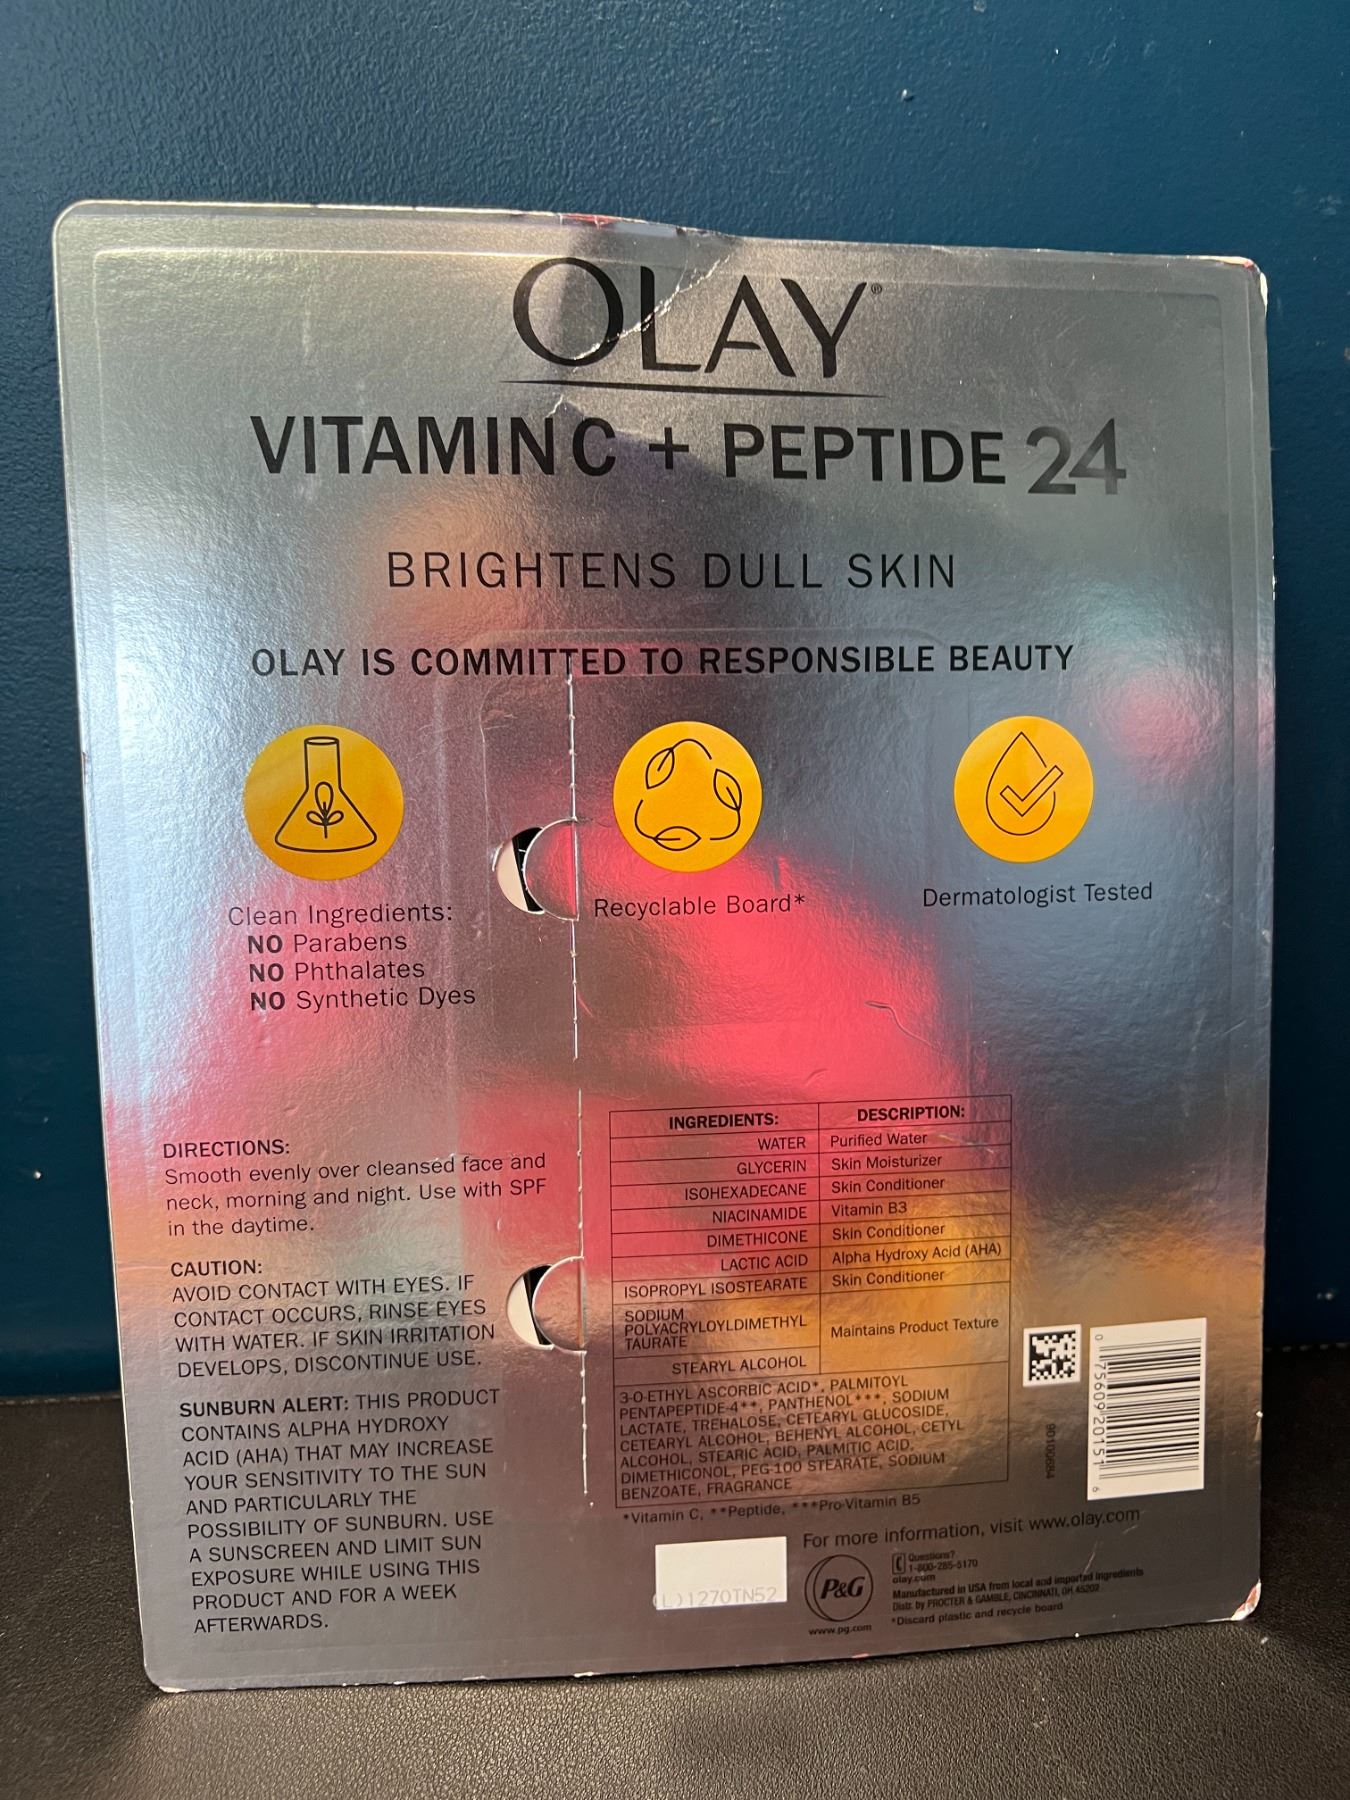 OLAY®
VITAMIN C + PEPTIDE 24
BRIGHTENS DULL SKIN
OLAY IS COMMITTED TO RESPONSIBLE BEAUTY
Clean Ingredients:
NO Parabens
NO Phthalates
NO Synthetic Dyes
Recyclable Board*
Dermatologist Tested
DIRECTIONS:
Smooth evenly over cleansed face and
neck, morning and night. Use with SPF
in the daytime.
CAUTION:
AVOID CONTACT WITH EYES. IF
CONTACT OCCURS, RINSE EYES
WITH WATER. IF SKIN IRRITATION
DEVELOPS, DISCONTINUE USE.
SUNBURN ALERT: THIS PRODUCT
CONTAINS ALPHA HYDROXY
ACID (AHA) THAT MAY INCREASE
YOUR SENSITIVITY TO THE SUN
AND PARTICULARLY THE
POSSIBILITY OF SUNBURN. USE
A SUNSCREEN AND LIMIT SUN
EXPOSURE WHILE USING THIS
PRODUCT AND FOR A WEEK
AFTERWARDS.
INGREDIENTS: DESCRIPTION:
WATER Purified Water
GLYCERIN Skin Moisturizer
ISOHEXADECANE Skin Conditioner
NIACINAMIDE Vitamin B3
DIMETHICONE Skin Conditioner
LACTIC ACID Alpha Hydroxy Acid (AHA)
ISOPROPYL ISOSTEARATE Skin Conditioner
SODIUM
POLYACRYLOYLDIMETHYL
TAURATE
Maintains Product Texture
STEARYL ALCOHOL
3-O-ETHYL ASCORBIC ACID*, PALMITOYL
PENTAPEPTIDE-4**, PANTHENOL***, SODIUM
LACTATE, TREHALOSE, CETEARYL GLUCOSIDE,
CETEARYL ALCOHOL, BEHENYL ALCOHOL, CETYL
ALCOHOL, STEARIC ACID, PALMITIC ACID,
DIMETHICONOL, PEG-100 STEARATE, SODIUM
BENZOATE, FRAGRANCE
*Vitamin C, **Peptide, ***Pro-Vitamin B5
90100684
0 75609 20151 6
For more information, visit www.olay.com
(L)1270TN52
P&G
www.pg.com
Questions?
1-800-285-5170
olay.com
Manufactured in USA from local and imported ingredients
Distr. by PROCTER & GAMBLE, CINCINNATI, OH 45202
*Discard plastic and recycle board